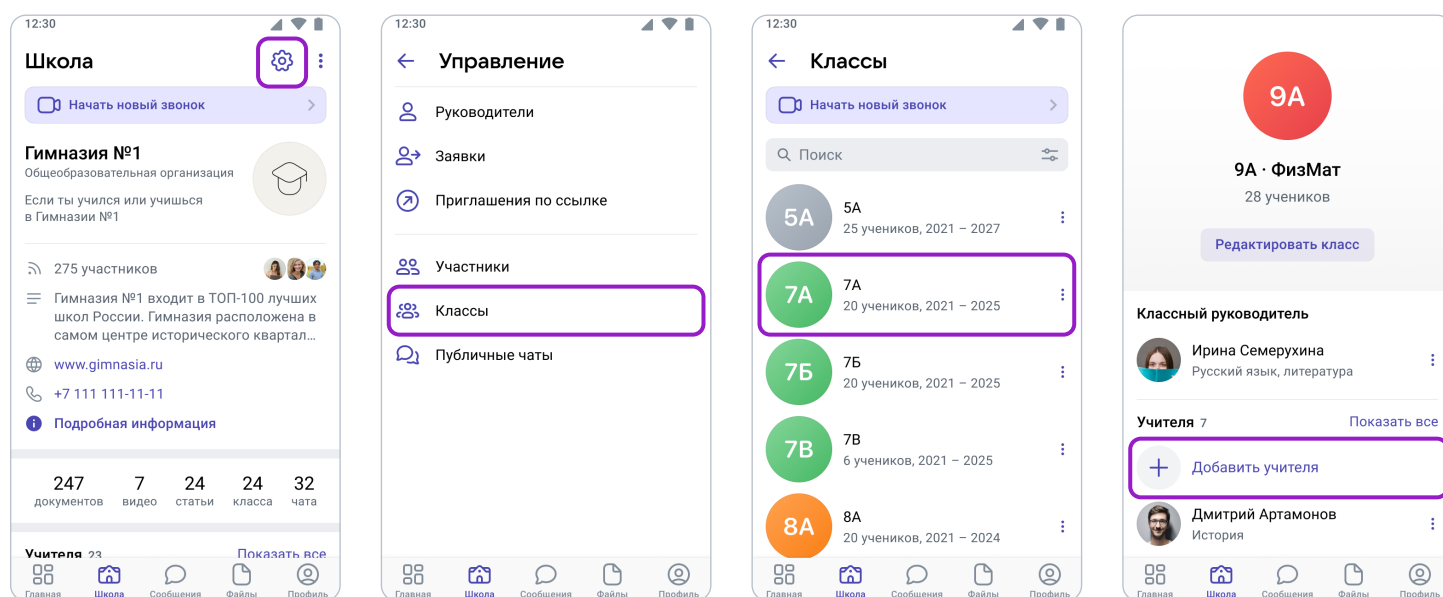 12:30
Школа
Начать новый звонок
Гимназия №1
Общеобразовательная организация
Если ты учился или учишься
в Гимназии №1
275 участников
Гимназия №1 входит в ТОП-100 лучших
школ России. Гимназия расположена в
самом центре исторического квартал...
www.gimnasia.ru
+7 111 111-11-11
Подробная информация
247 7 24 24 32
документов видео статьи класса чата
Учителя 23 Показать все
Главная Школа Сообщения Файлы Профиль
12:30
Управление
Руководители
Заявки
Приглашения по ссылке
Участники
Классы
Публичные чаты
Главная Школа Сообщения Файлы Профиль
12:30
Классы
Начать новый звонок
Поиск
5А
5А
25 учеников, 2021 – 2027
7А
7А
20 учеников, 2021 – 2025
7Б
7Б
20 учеников, 2021 – 2025
7В
7В
6 учеников, 2021 – 2025
8А
8А
20 учеников, 2021 – 2024
Главная Школа Сообщения Файлы Профиль
9А
9А · ФизМат
28 учеников
Редактировать класс
Классный руководитель
Ирина Семерухина
Русский язык, литература
Учителя 7 Показать все
Добавить учителя
Дмитрий Артамонов
История
Главная Школа Сообщения Файлы Профиль